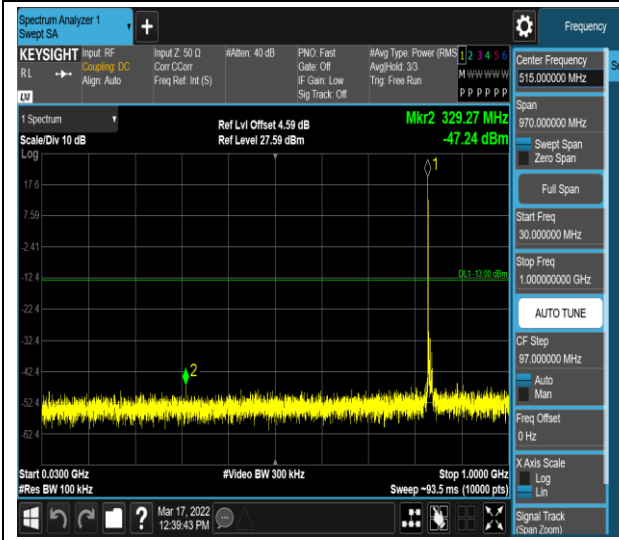 Spectrum Analyzer 1
Swept SA
Frequency
KEYSIGHT
RL
LXI
Input: RF
Coupling: DC
Align: Auto
Input Z: 50 Ω
Corr CCorr
Freq Ref: Int (S)
#Atten: 40 dB
PNO: Fast
Gate: Off
IF Gain: Low
Sig Track: Off
#Avg Type: Power (RMS
Avg|Hold: 3/3
Trig: Free Run
1 2 3 4 5 6
M W W W W W
P P P P P P
1 Spectrum
Scale/Div 10 dB
Log
Ref Lvl Offset 4.59 dB
Ref Level 27.59 dBm
Mkr2 329.27 MHz
-47.24 dBm
1
17.6
7.59
-2.41
-12.4
DL1 -13.00 dBm
-22.4
-32.4
-42.4
2
-52.4
-62.4
Start 0.0300 GHz
#Res BW 100 kHz
#Video BW 300 kHz
Stop 1.0000 GHz
Sweep ~93.5 ms (10000 pts)
Mar 17, 2022
12:39:43 PM
Center Frequency
515.000000 MHz
Span
970.000000 MHz
Swept Span
Zero Span
Full Span
Start Freq
30.000000 MHz
Stop Freq
1.000000000 GHz
AUTO TUNE
CF Step
97.000000 MHz
Auto
Man
Freq Offset
0 Hz
X Axis Scale
Log
Lin
Signal Track
(Span Zoom)